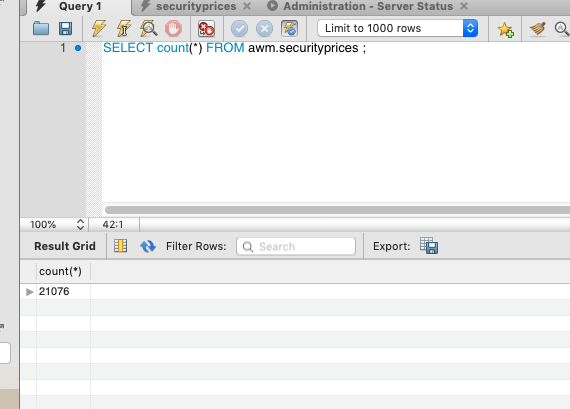 Query 1 securityprices Administration - Server Status
Limit to 1000 rows
1 SELECT count(*) FROM awm.securityprices ;
100% 42:1
Result Grid Filter Rows: Search Export:
count(*)
21076